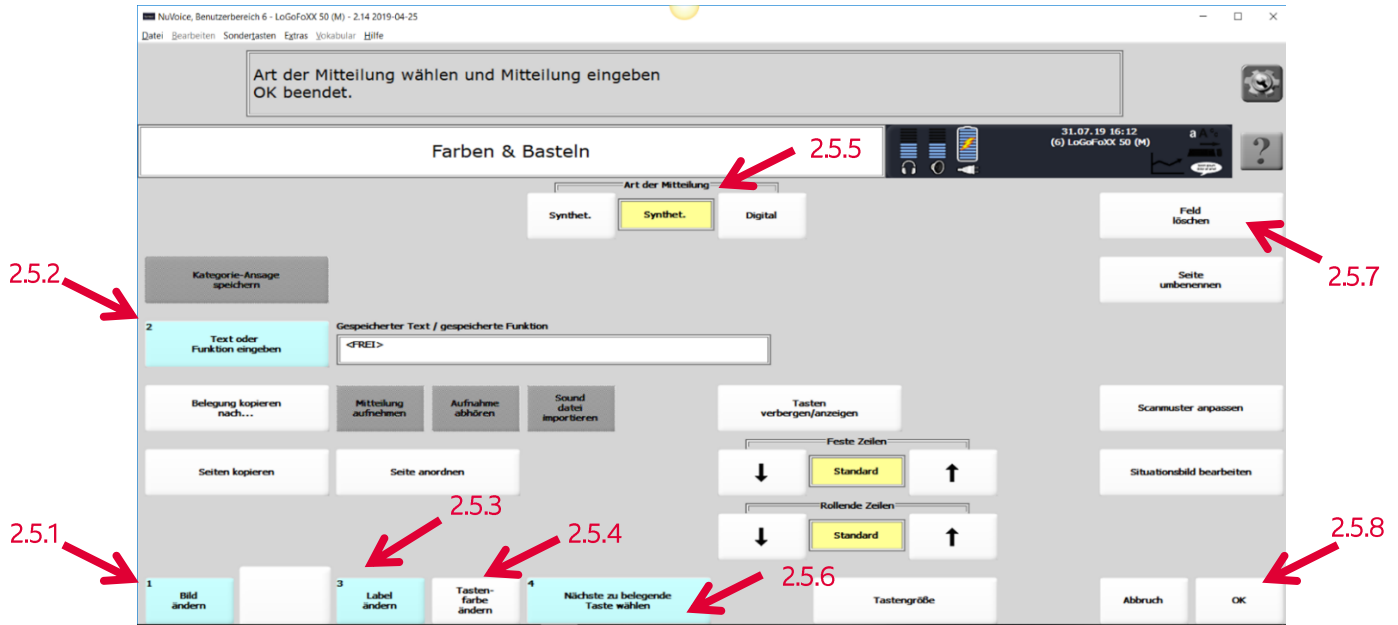 NuVoice, Benutzerbereich 6 - LoGoFoXX 50 (M) - 2.14 2019-04-25
Datei Bearbeiten Sondertasten Extras Vokabular Hilfe
Art der Mitteilung wählen und Mitteilung eingeben
OK beendet.
Farben & Basteln
2.5.5
31.07.19 16:12
(6) LoGoFoXX 50 (M)
a
?
Art der Mitteilung
Synthet.
Synthet.
Digital
Feld
löschen
2.5.7
2.5.2
Kategorie-Ansage
speichern
Seite
umbenennen
2
Text oder
Funktion eingeben
Gespeicherter Text / gespeicherte Funktion
<FREI>
Belegung kopieren
nach...
Mitteilung
aufnehmen
Aufnahme
abhören
Sound
datei
importieren
Tasten
verbergen/anzeigen
Scanmuster anpassen
Seiten kopieren
Seite anordnen
Feste Zeilen
↓
Standard
↑
Situationsbild bearbeiten
2.5.3
Rollende Zeilen
↓
Standard
↑
2.5.1
2.5.4
2.5.8
2.5.6
1
Bild
ändern
3
Label
ändern
Tasten-
farbe
ändern
4
Nächste zu belegende
Taste wählen
Tastengröße
Abbruch
OK